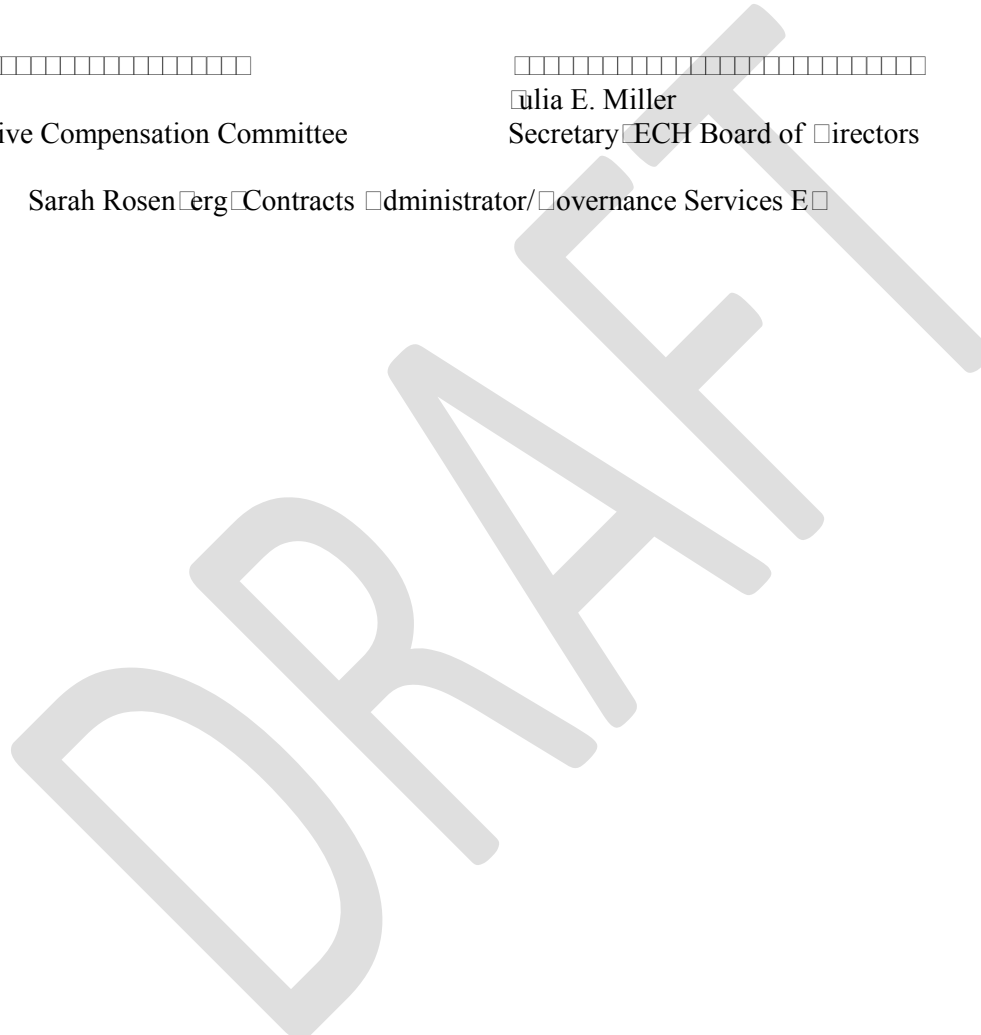 □ulia E. Miller
ive Compensation Committee Secretary□ECH Board of □irectors
Sarah Rosen□erg□Contracts □dministrator/□overnance Services E□
DRAFT